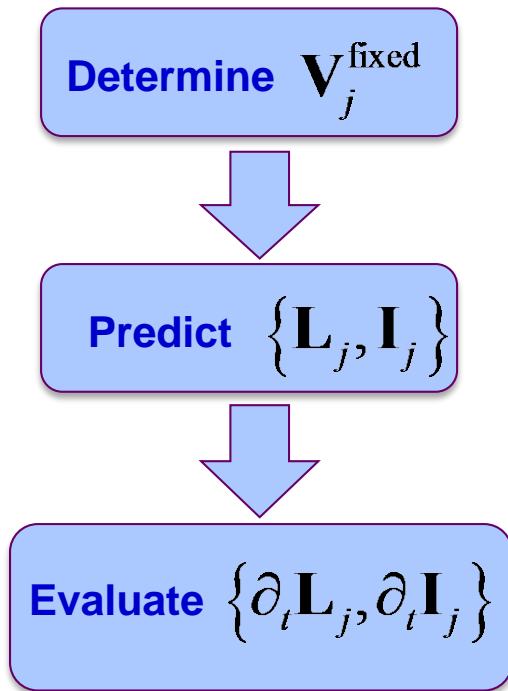 Determine V_j^fixed
Predict {L_j, I_j}
Evaluate {∂_t L_j, ∂_t I_j}